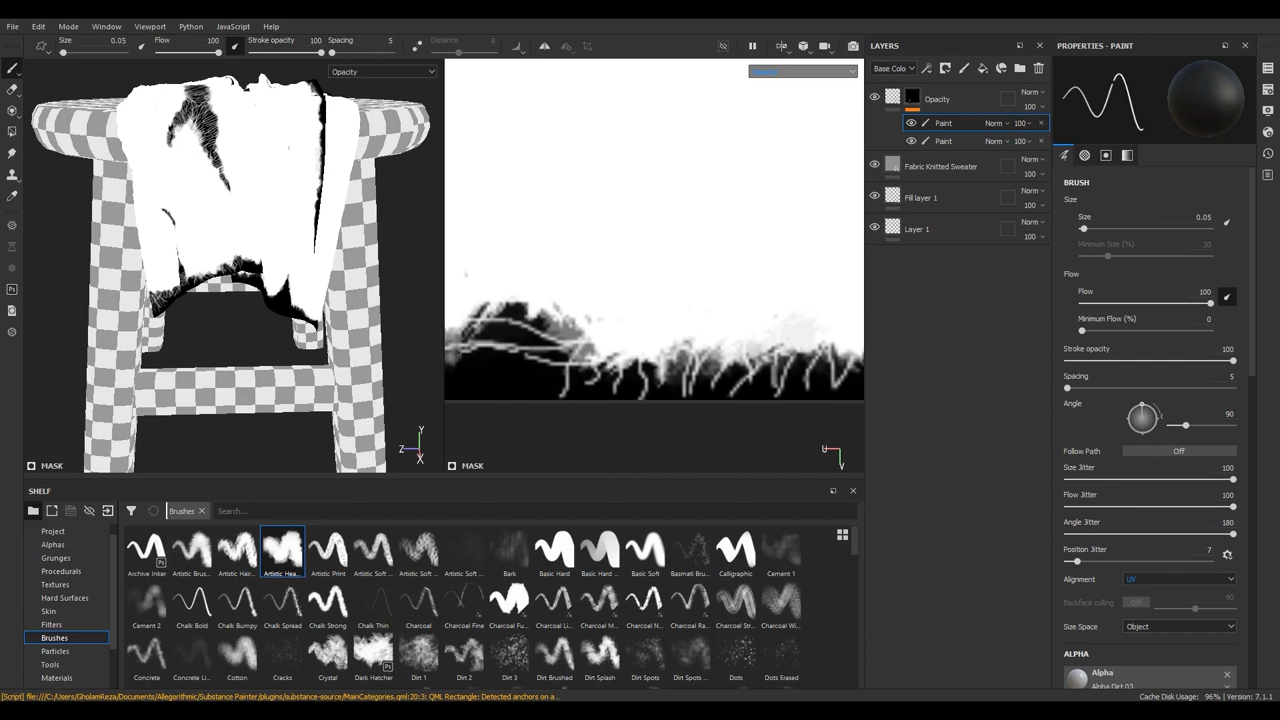 File Edit Mode Window Viewport Python JavaScript Help
Size 0.05 Flow 100 Stroke opacity 100 Spacing 5 Distance 8
Opacity
MASK
MASK
U
V
Y
Z
X
LAYERS
Base Colo
Opacity Norm 100
Paint Norm 100
Paint Norm 100
Fabric Knitted Sweater Norm 100
Fill layer 1 Norm 100
Layer 1 Norm 100
PROPERTIES - PAINT
BRUSH
Size
Size 0.05
Minimum Size (%) 20
Flow
Flow 100
Minimum Flow (%) 0
Stroke opacity 100
Spacing 5
Angle 90
Follow Path Off
Size Jitter 100
Flow Jitter 100
Angle Jitter 180
Position Jitter 7
Alignment UV
Backface culling Off 90
Size Space Object
ALPHA
Alpha
Alpha Dirt 03
SHELF
Brushes Search...
Project
Alphas
Grunges
Procedurals
Textures
Hard Surfaces
Skin
Filters
Brushes
Particles
Tools
Materials
Archive Inker Artistic Brus... Artistic Hair... Artistic Hea... Artistic Print Artistic Soft ... Artistic Soft ... Artistic Soft ... Bark Basic Hard Basic Hard ... Basic Soft Basmati Bru... Calligraphic Cement 1
Cement 2 Chalk Bold Chalk Bumpy Chalk Spread Chalk Strong Chalk Thin Charcoal Charcoal Fine Charcoal Fu... Charcoal Li... Charcoal M... Charcoal N... Charcoal Ra... Charcoal Str... Charcoal Wi...
Concrete Concrete Li... Cotton Cracks Crystal Dark Hatcher Dirt 1 Dirt 2 Dirt 3 Dirt Brushed Dirt Splash Dirt Spots Dirt Spots ... Dots Dots Erased
[Script] file:///C:/Users/GholamReza/Documents/Allegorithmic/Substance Painter/plugins/substance-source/MainCategories.qml:20:3: QML Rectangle: Detected anchors on a...
Cache Disk Usage: 96% | Version: 7.1.1